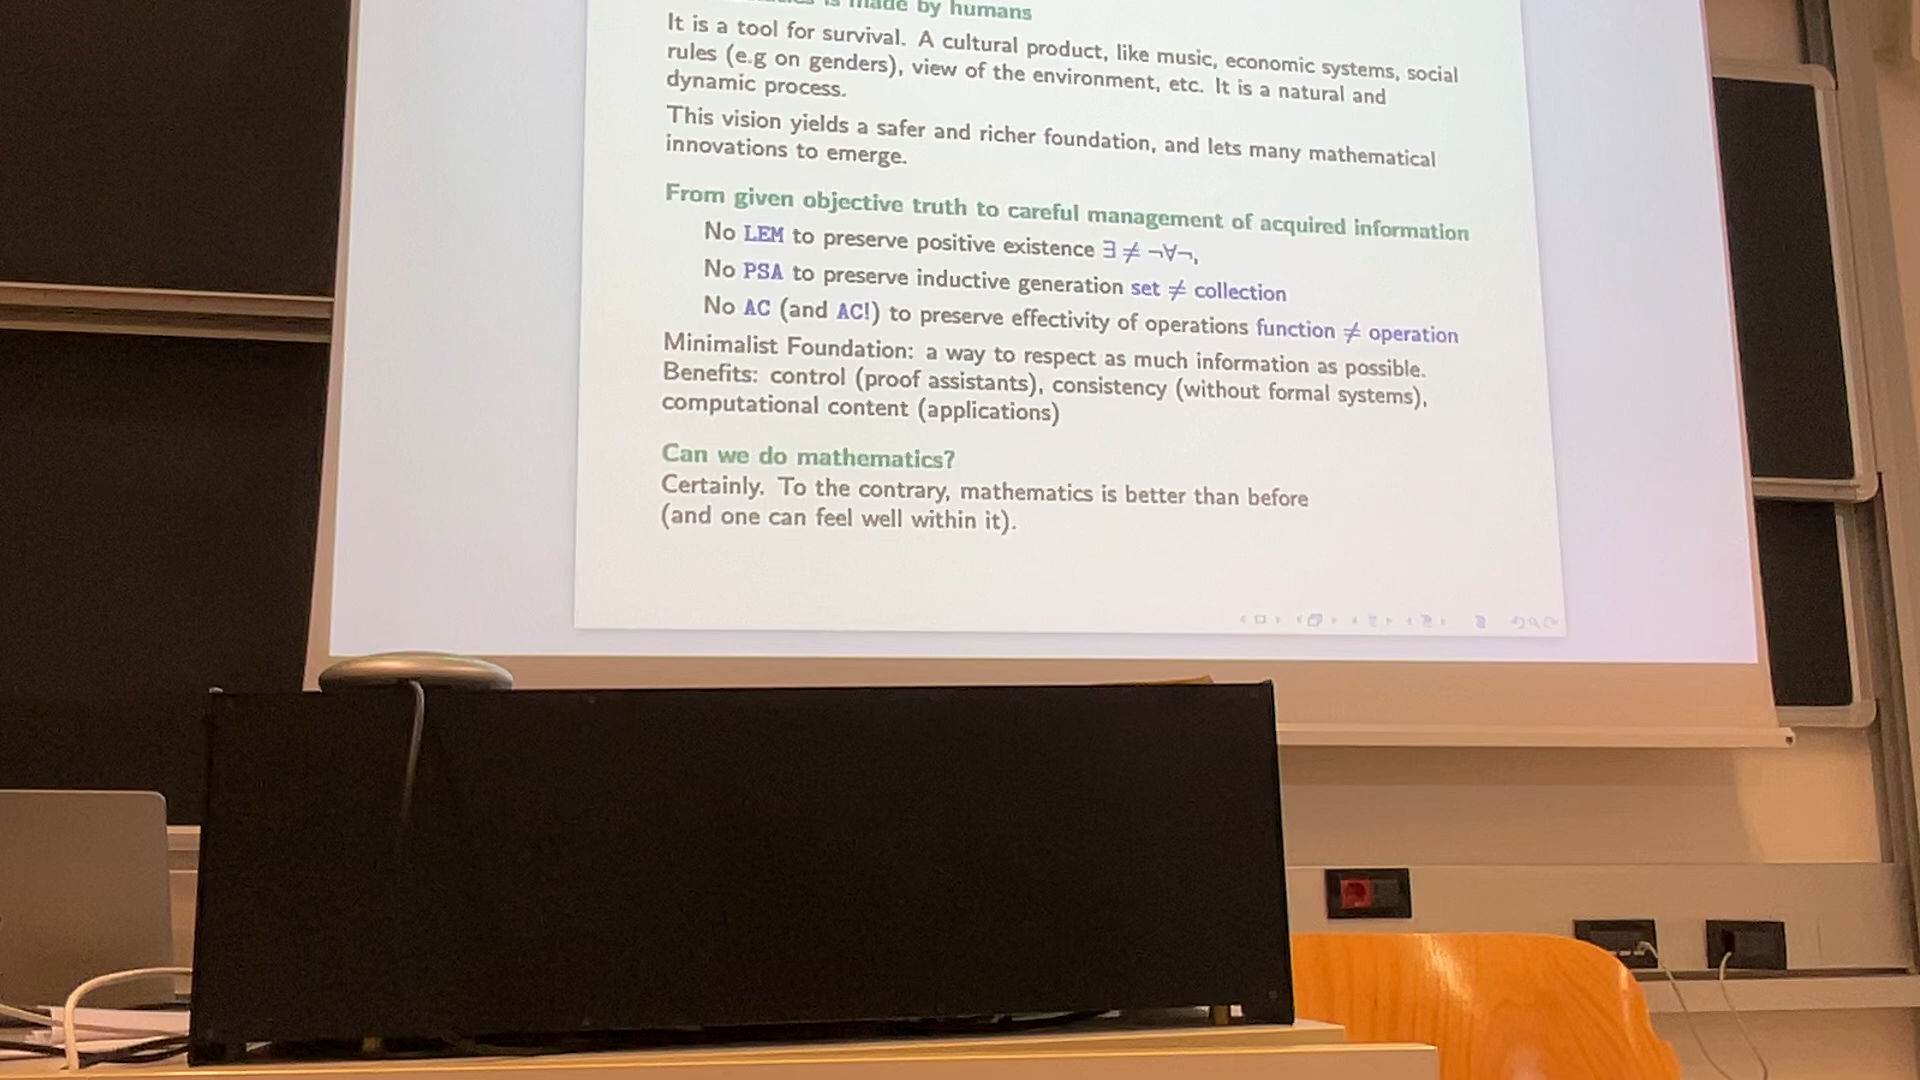 is made by humans
It is a tool for survival. A cultural product, like music, economic systems, social
rules (e.g on genders), view of the environment, etc. It is a natural and
dynamic process.
This vision yields a safer and richer foundation, and lets many mathematical
innovations to emerge.
From given objective truth to careful management of acquired information
No LEM to preserve positive existence ∃ ≠ ¬∀¬,
No PSA to preserve inductive generation set ≠ collection
No AC (and AC!) to preserve effectivity of operations function ≠ operation
Minimalist Foundation: a way to respect as much information as possible.
Benefits: control (proof assistants), consistency (without formal systems),
computational content (applications)
Can we do mathematics?
Certainly. To the contrary, mathematics is better than before
(and one can feel well within it).